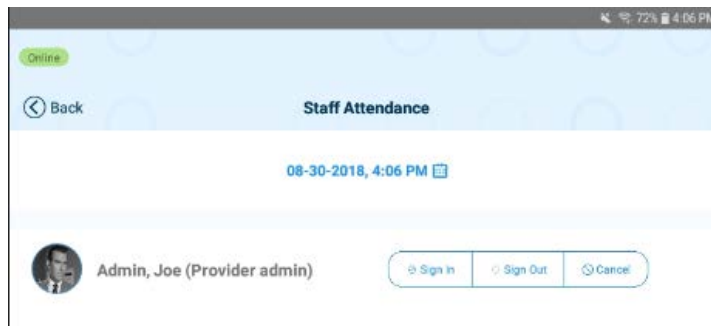 72% 4:06 PM
Online
Back
Staff Attendance
08-30-2018, 4:06 PM
Admin, Joe (Provider admin)
Sign In
Sign Out
Cancel